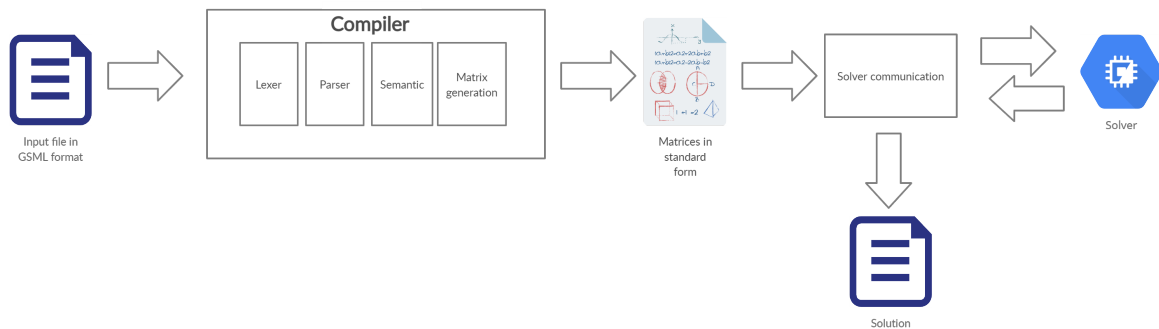 Compiler
Lexer
Parser
Semantic
Matrix
generation
Input file in
GSML format
Matrices in
standard
form
Solver communication
Solver
Solution